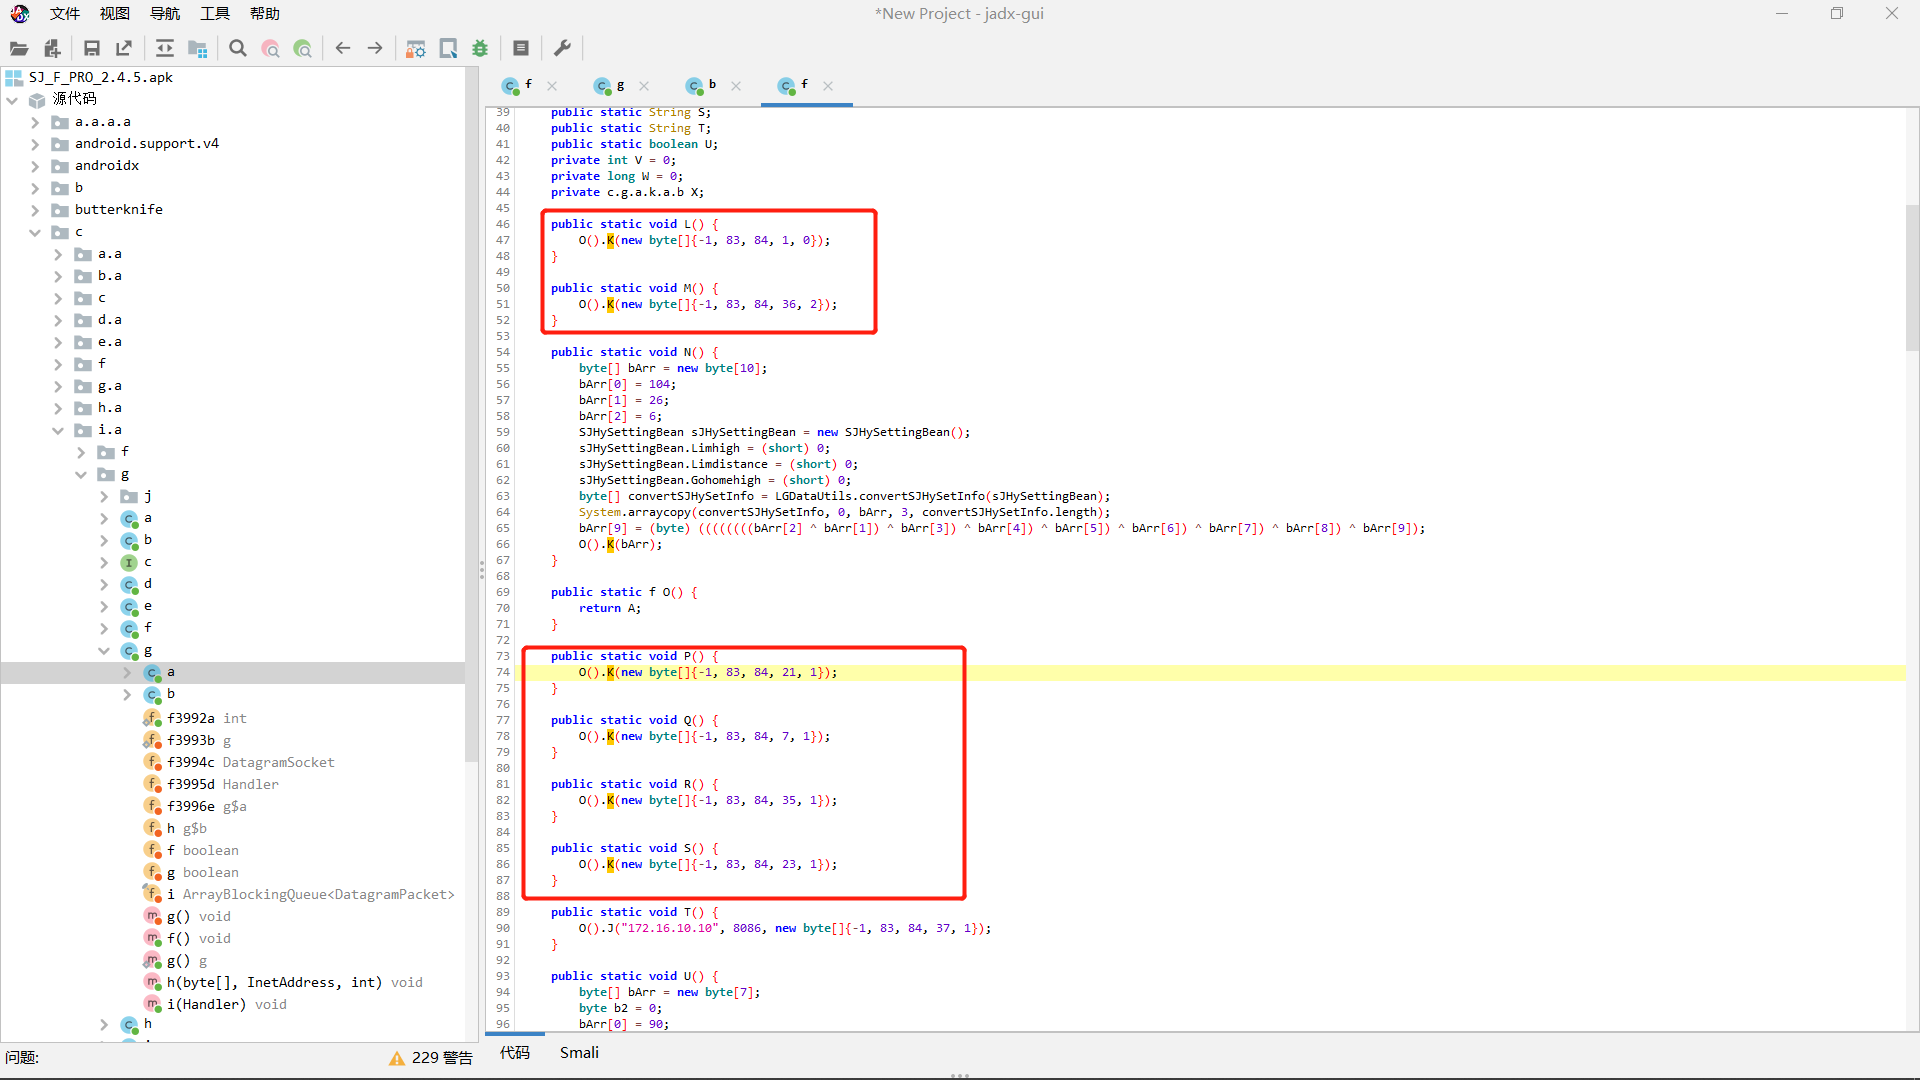 文件 视图 导航 工具 帮助 *New Project - jadx-gui
SJ_F_PRO_2.4.5.apk
源代码
a.a.a.a
android.support.v4
androidx
b
butterknife
c
a.a
b.a
c
d.a
e.a
f
g.a
h.a
i.a
f
g
j
a
b
c
d
e
f
g
a
b
f3992a int
f3993b g
f3994c DatagramSocket
f3995d Handler
f3996e g$a
h g$b
f boolean
g boolean
i ArrayBlockingQueue<DatagramPacket>
g() void
f() void
g() g
h(byte[], InetAddress, int) void
i(Handler) void
h
问题: 229 警告
f g b f
39 public static String S;
40 public static String T;
41 public static boolean U;
42 private int V = 0;
43 private long W = 0;
44 private c.g.a.k.a.b X;
45
46 public static void L() {
47 O().K(new byte[]{-1, 83, 84, 1, 0});
48 }
49
50 public static void M() {
51 O().K(new byte[]{-1, 83, 84, 36, 2});
52 }
53
54 public static void N() {
55 byte[] bArr = new byte[10];
56 bArr[0] = 104;
57 bArr[1] = 26;
58 bArr[2] = 6;
59 SJHySettingBean sJHySettingBean = new SJHySettingBean();
60 sJHySettingBean.Limhigh = (short) 0;
61 sJHySettingBean.Limdistance = (short) 0;
62 sJHySettingBean.Gohomehigh = (short) 0;
63 byte[] convertSJHySetInfo = LGDataUtils.convertSJHySetInfo(sJHySettingBean);
64 System.arraycopy(convertSJHySetInfo, 0, bArr, 3, convertSJHySetInfo.length);
65 bArr[9] = (byte) ((((((((bArr[2] ^ bArr[1]) ^ bArr[3]) ^ bArr[4]) ^ bArr[5]) ^ bArr[6]) ^ bArr[7]) ^ bArr[8]) ^ bArr[9]);
66 O().K(bArr);
67 }
68
69 public static f O() {
70 return A;
71 }
72
73 public static void P() {
74 O().K(new byte[]{-1, 83, 84, 21, 1});
75 }
76
77 public static void Q() {
78 O().K(new byte[]{-1, 83, 84, 7, 1});
79 }
80
81 public static void R() {
82 O().K(new byte[]{-1, 83, 84, 35, 1});
83 }
84
85 public static void S() {
86 O().K(new byte[]{-1, 83, 84, 23, 1});
87 }
88
89 public static void T() {
90 O().J("172.16.10.10", 8086, new byte[]{-1, 83, 84, 37, 1});
91 }
92
93 public static void U() {
94 byte[] bArr = new byte[7];
95 byte b2 = 0;
96 bArr[0] = 90;
代码 Smali